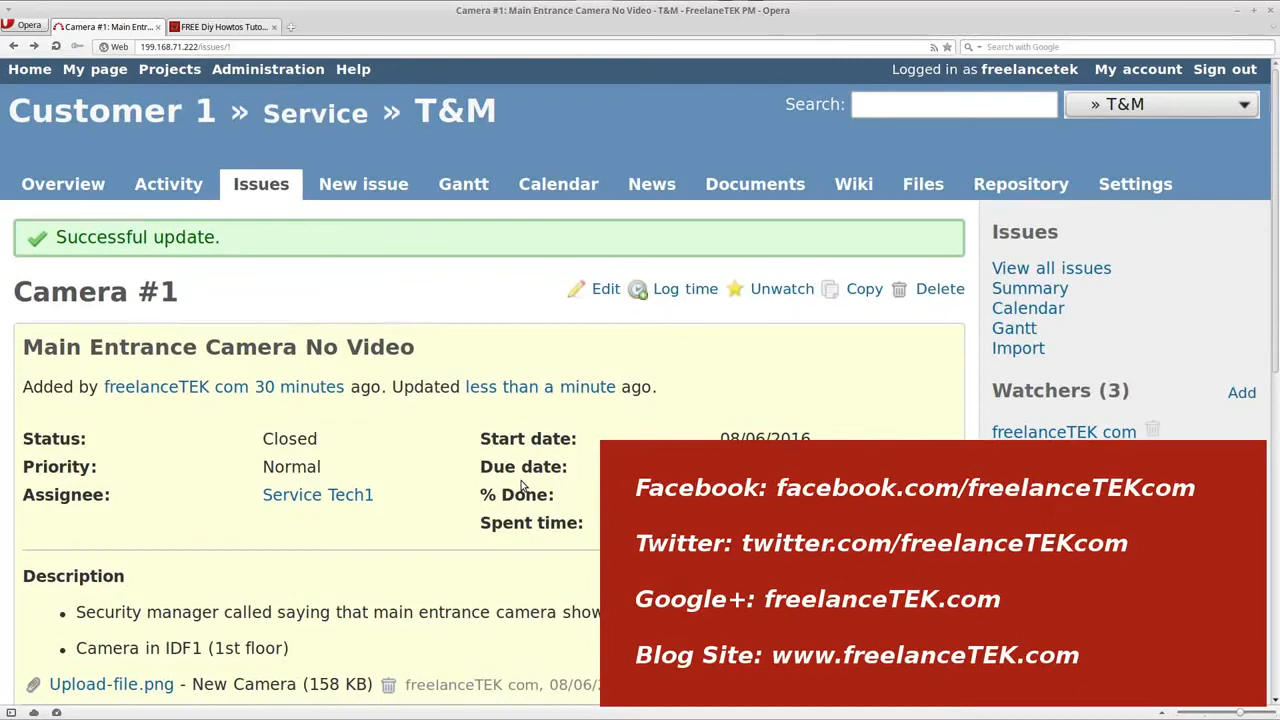 Camera #1: Main Entrance Camera No Video - T&M - FreelaneTEK PM - Opera
Opera
Camera #1: Main Entr...
FREE Diy Howtos Tuto...
Web
199.168.71.222/issues/1
Search with Google
Home My page Projects Administration Help
Logged in as freelancetek My account Sign out
Customer 1 » Service » T&M
Search:
» T&M
Overview Activity Issues New issue Gantt Calendar News Documents Wiki Files Repository Settings
Successful update.
Camera #1
Edit Log time Unwatch Copy Delete
Main Entrance Camera No Video
Added by freelanceTEK com 30 minutes ago. Updated less than a minute ago.
Status: Closed Start date: 08/06/2016
Priority: Normal Due date:
Assignee: Service Tech1 % Done:
Spent time:
Description
• Security manager called saying that main entrance camera show
• Camera in IDF1 (1st floor)
Upload-file.png - New Camera (158 KB) freelanceTEK com, 08/06/
Issues
View all issues
Summary
Calendar
Gantt
Import
Watchers (3) Add
freelanceTEK com
Facebook: facebook.com/freelanceTEKcom
Twitter: twitter.com/freelanceTEKcom
Google+: freelanceTEK.com
Blog Site: www.freelanceTEK.com